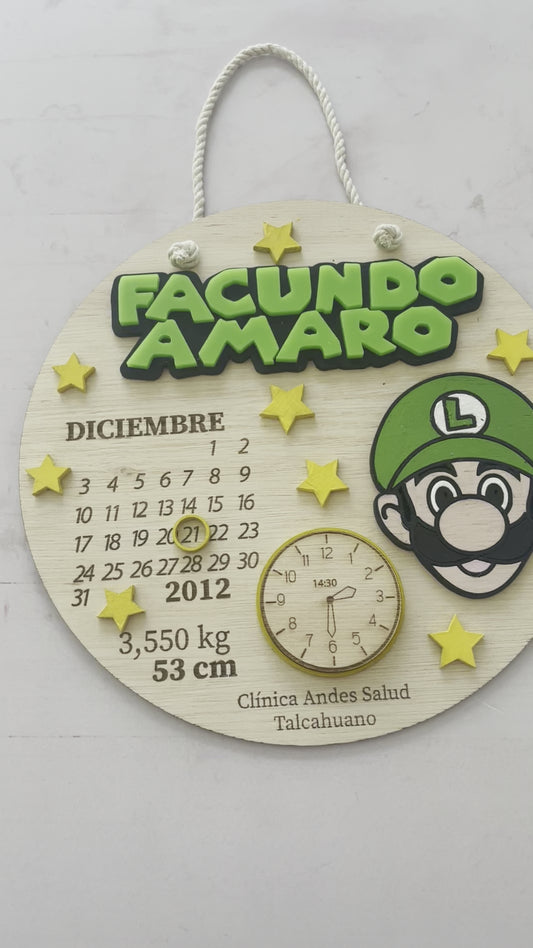 FACUNDO
AMARO
L
DICIEMBRE
1 2
3 4 5 6 7 8 9
10 11 12 13 14 15 16
17 18 19 20 21 22 23
24 25 26 27 28 29 30
31
2012
3,550 kg
53 cm
12
11 1
10 2
14:30
9 3
8 4
7 5
6
Clínica Andes Salud
Talcahuano